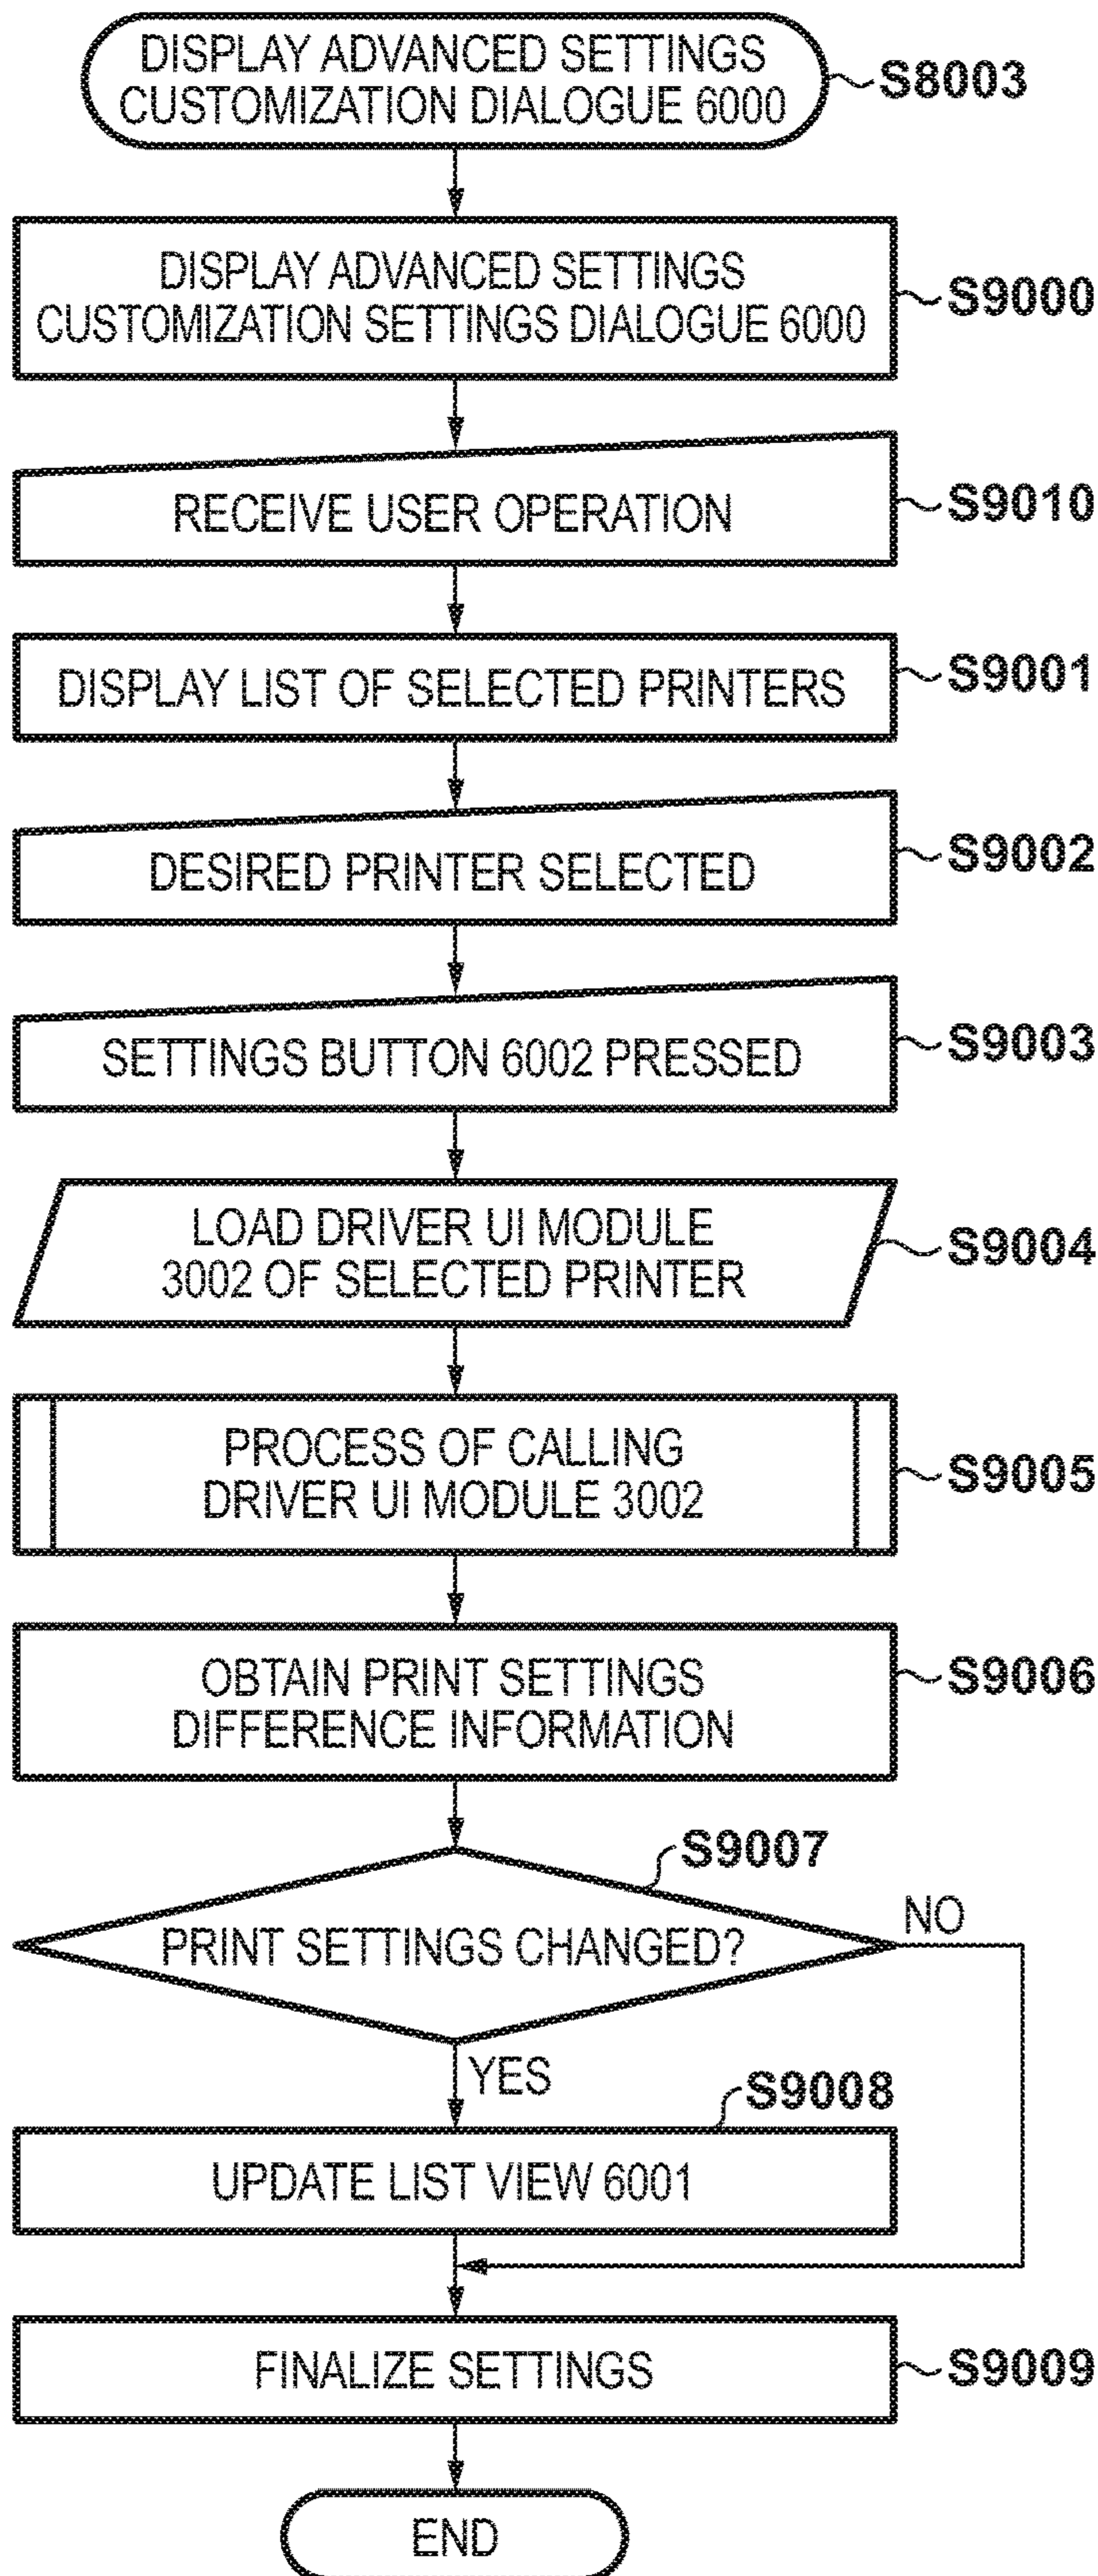 DISPLAY ADVANCED SETTINGS
CUSTOMIZATION DIALOGUE 6000
S8003
DISPLAY ADVANCED SETTINGS
CUSTOMIZATION SETTINGS DIALOGUE 6000
S9000
RECEIVE USER OPERATION
S9010
DISPLAY LIST OF SELECTED PRINTERS
S9001
DESIRED PRINTER SELECTED
S9002
SETTINGS BUTTON 6002 PRESSED
S9003
LOAD DRIVER UI MODULE
3002 OF SELECTED PRINTER
S9004
PROCESS OF CALLING
DRIVER UI MODULE 3002
S9005
OBTAIN PRINT SETTINGS
DIFFERENCE INFORMATION
S9006
S9007
PRINT SETTINGS CHANGED?
NO
YES
S9008
UPDATE LIST VIEW 6001
FINALIZE SETTINGS
S9009
END